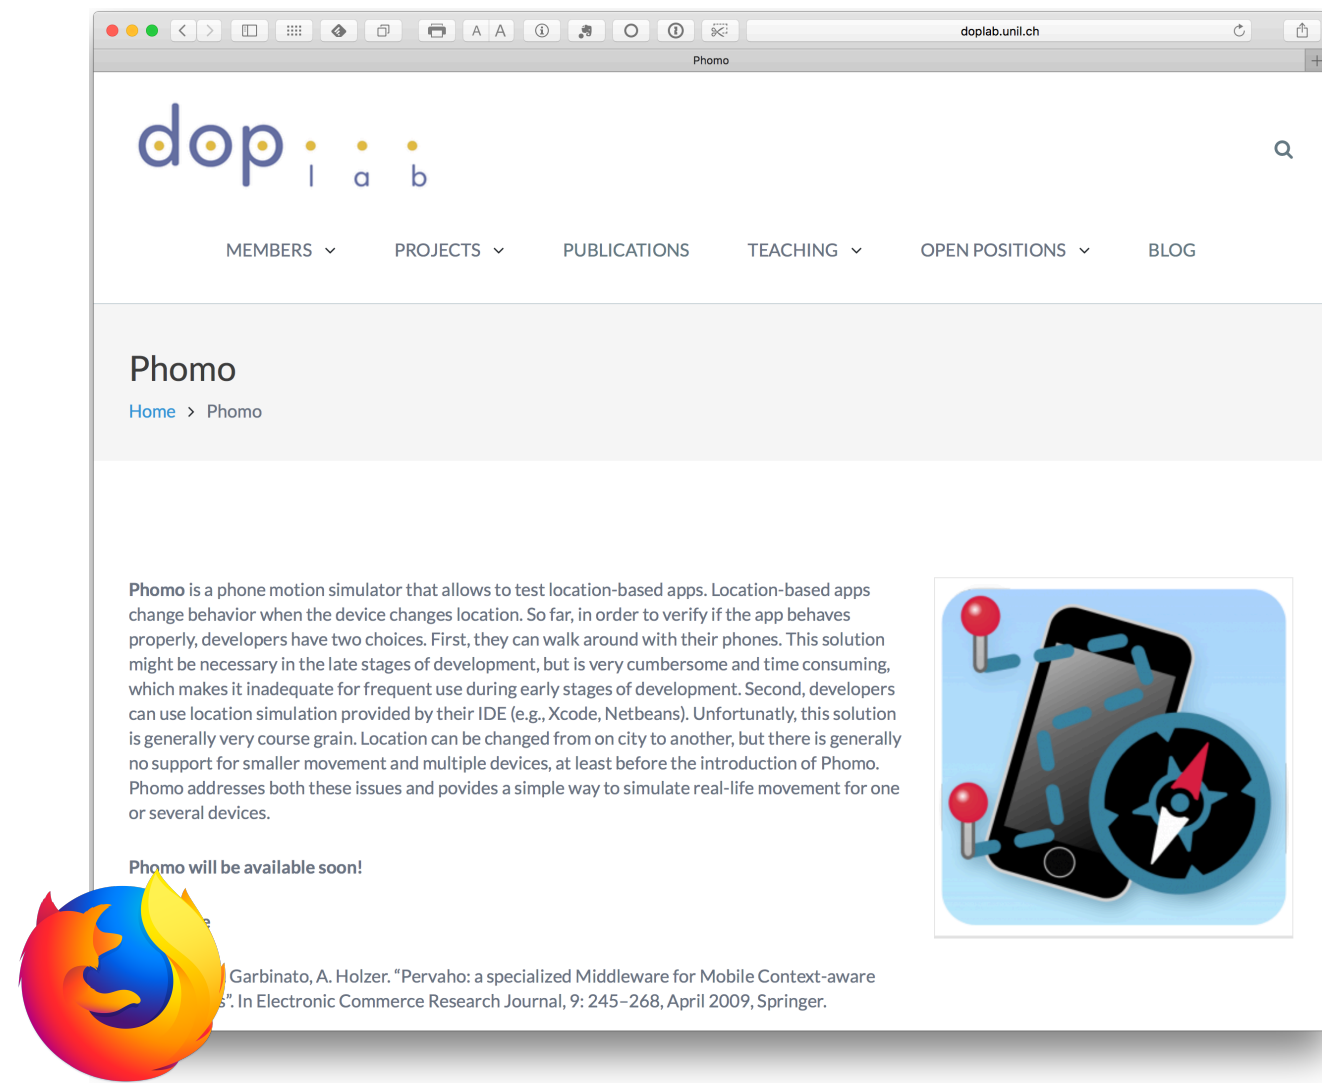 A A
doplab.unil.ch
Phomo
dop lab
MEMBERS PROJECTS PUBLICATIONS TEACHING OPEN POSITIONS BLOG
Phomo
Home > Phomo
Phomo is a phone motion simulator that allows to test location-based apps. Location-based apps
change behavior when the device changes location. So far, in order to verify if the app behaves
properly, developers have two choices. First, they can walk around with their phones. This solution
might be necessary in the late stages of development, but is very cumbersome and time consuming,
which makes it inadequate for frequent use during early stages of development. Second, developers
can use location simulation provided by their IDE (e.g., Xcode, Netbeans). Unfortunatly, this solution
is generally very course grain. Location can be changed from on city to another, but there is generally
no support for smaller movement and multiple devices, at least before the introduction of Phomo.
Phomo addresses both these issues and povides a simple way to simulate real-life movement for one
or several devices.
Phomo will be available soon!
Garbinato, A. Holzer. “Pervaho: a specialized Middleware for Mobile Context-aware
”. In Electronic Commerce Research Journal, 9: 245–268, April 2009, Springer.